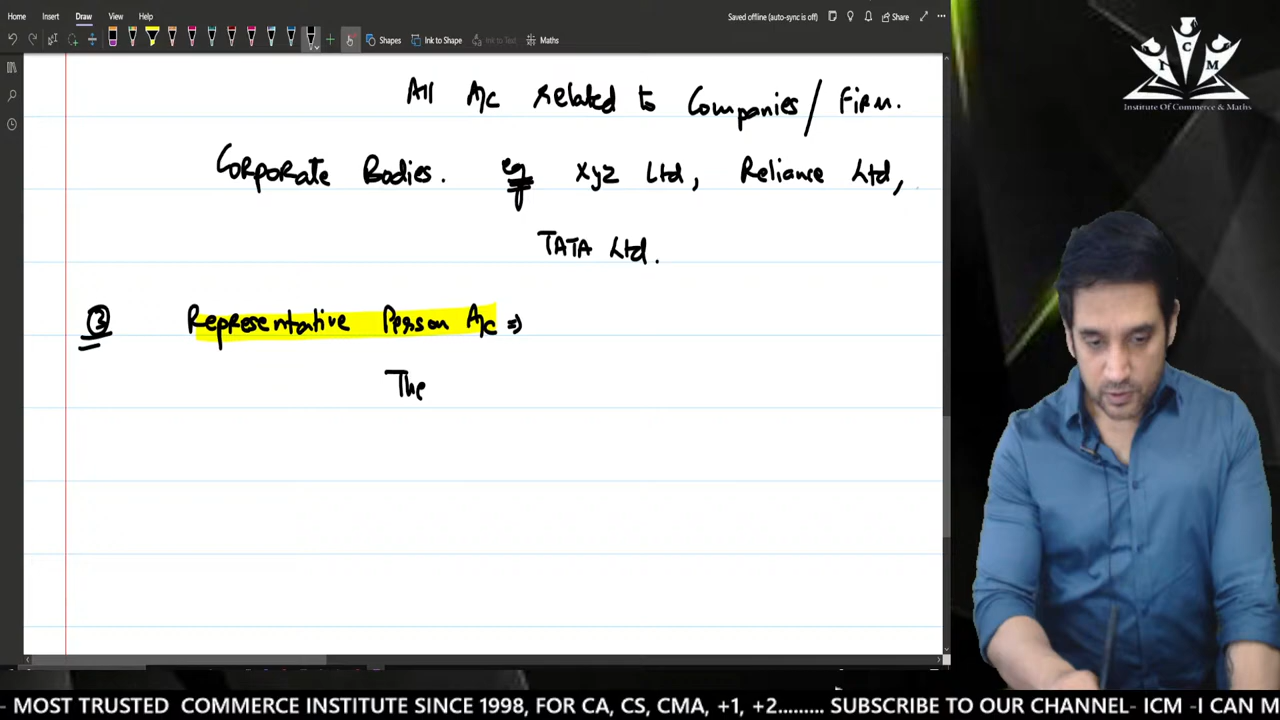 Home Insert Draw View Help Saved offline (auto-sync is off) Share
Shapes Ink to Shape Ink to Text Maths
All A/c related to Companies / Firm.
Corporate Bodies. eg Xyz Ltd, Reliance Ltd,
TATA Ltd.
③ Representative Person A/c ⇒
The
I C M
Institute Of Commerce & Maths
- MOST TRUSTED COMMERCE INSTITUTE SINCE 1998, FOR CA, CS, CMA, +1, +2......... SUBSCRIBE TO OUR CHANNEL- ICM -I CAN M